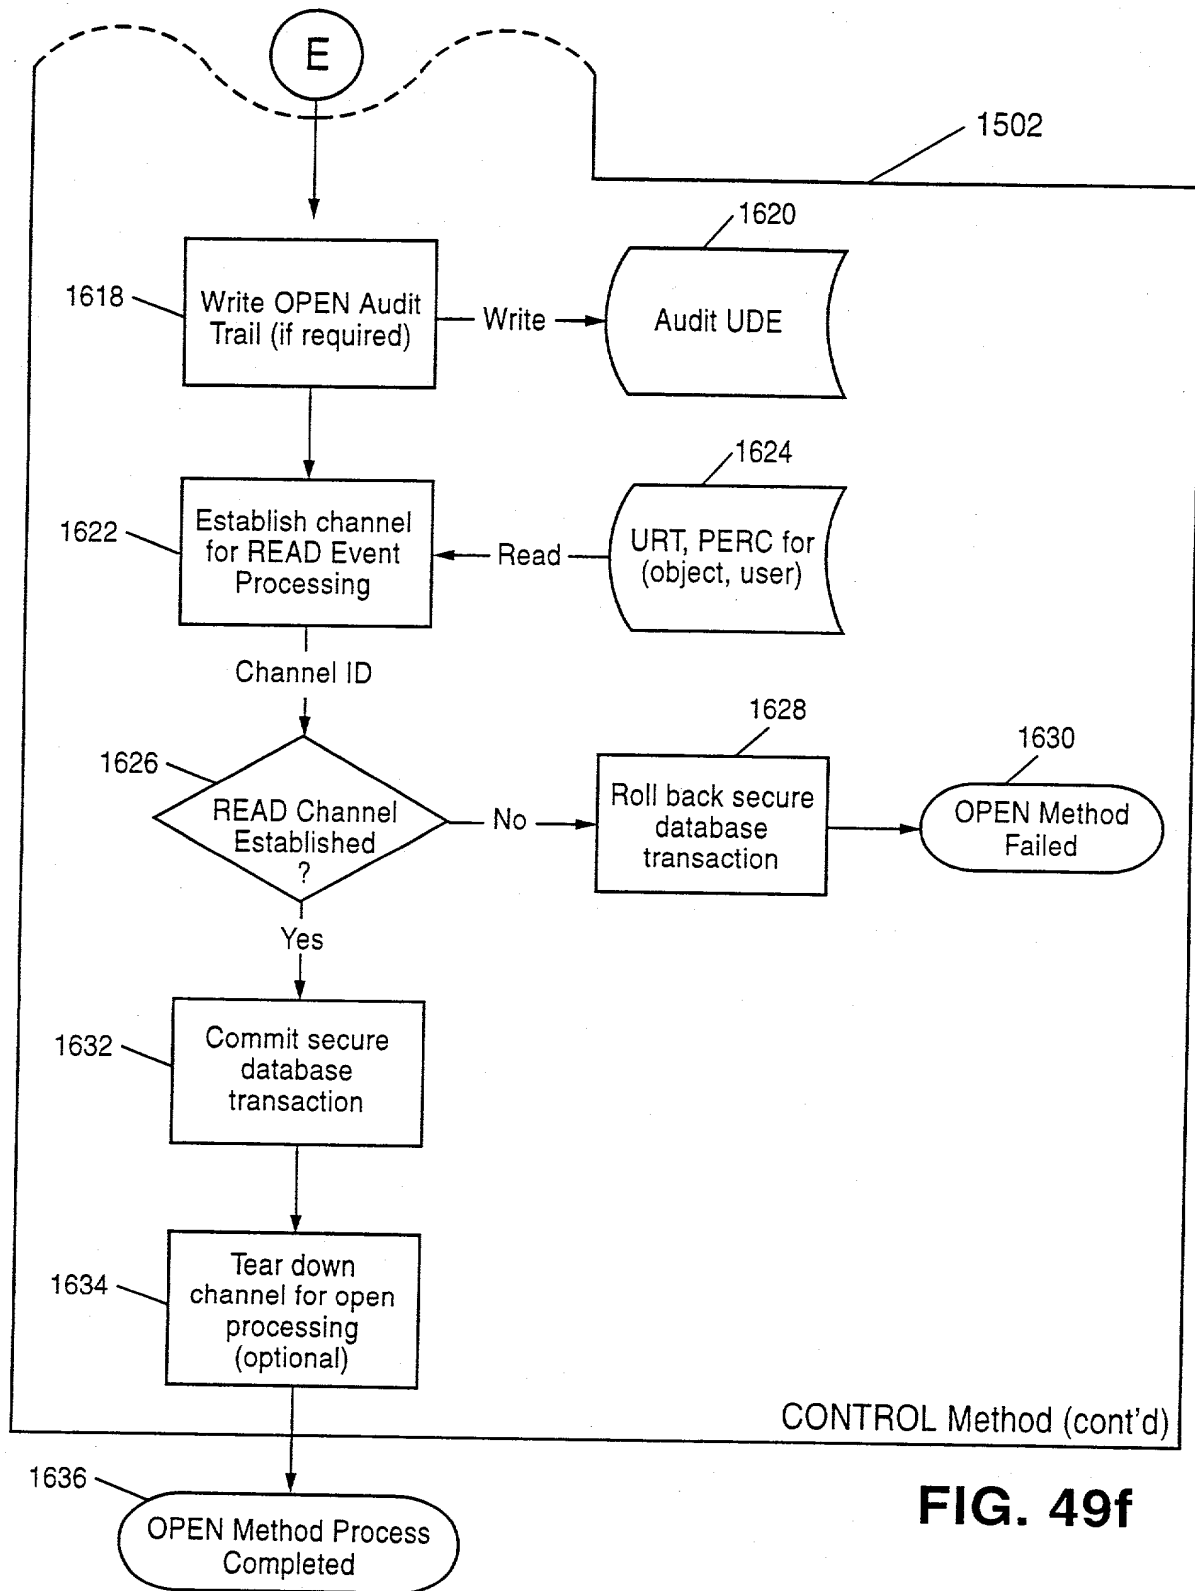 E
1502
1620
1618
Write OPEN Audit
Trail (if required)
Write
Audit UDE
1624
1622
Establish channel
for READ Event
Processing
Read
URT, PERC for
(object, user)
Channel ID
1626
READ Channel
Established
?
No
1628
Roll back secure
database
transaction
1630
OPEN Method
Failed
Yes
1632
Commit secure
database
transaction
1634
Tear down
channel for open
processing
(optional)
CONTROL Method (cont'd)
1636
OPEN Method Process
Completed
FIG. 49f